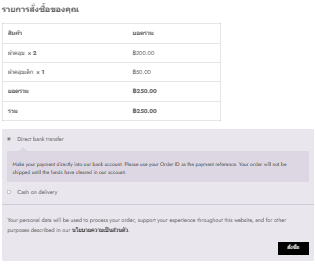 รายการสั่งซื้อของคุณ
สินค้า ยอดรวม
ผ้าคลุม × 2 ฿200.00
ผ้าคลุมเล็ก × 1 ฿50.00
ยอดรวม ฿250.00
รวม ฿250.00
Direct bank transfer
Make your payment directly into our bank account. Please use your Order ID as the payment reference. Your order will not be
shipped until the funds have cleared in our account.
Cash on delivery
Your personal data will be used to process your order, support your experience throughout this website, and for other
purposes described in our นโยบายความเป็นส่วนตัว.
สั่งซื้อ